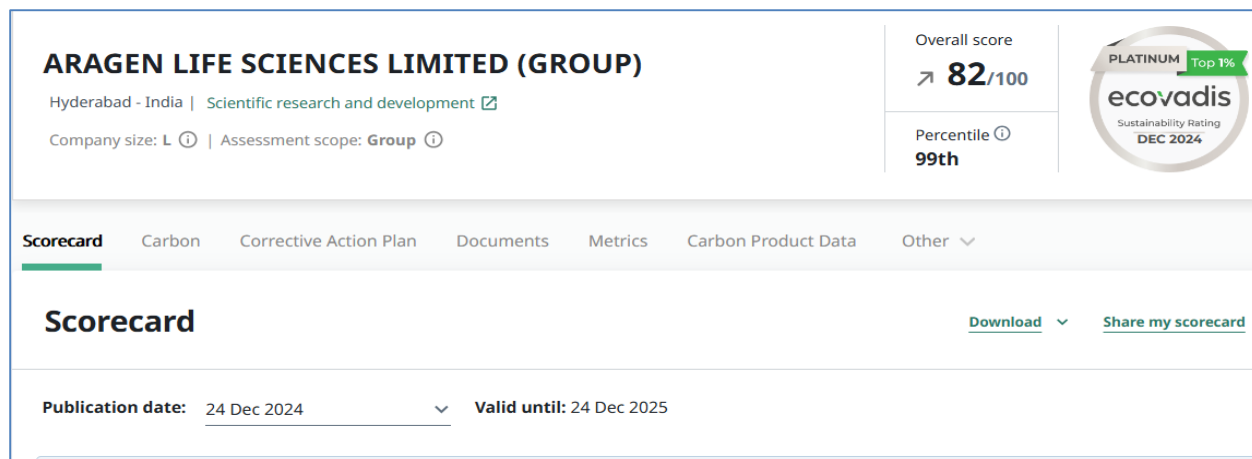 ARAGEN LIFE SCIENCES LIMITED (GROUP)
Hyderabad - India | Scientific research and development
Company size: L | Assessment scope: Group
Overall score
82/100
Percentile
99th
PLATINUM Top 1%
ecovadis
Sustainability Rating
DEC 2024
Scorecard Carbon Corrective Action Plan Documents Metrics Carbon Product Data Other
Scorecard
Download Share my scorecard
Publication date: 24 Dec 2024 Valid until: 24 Dec 2025